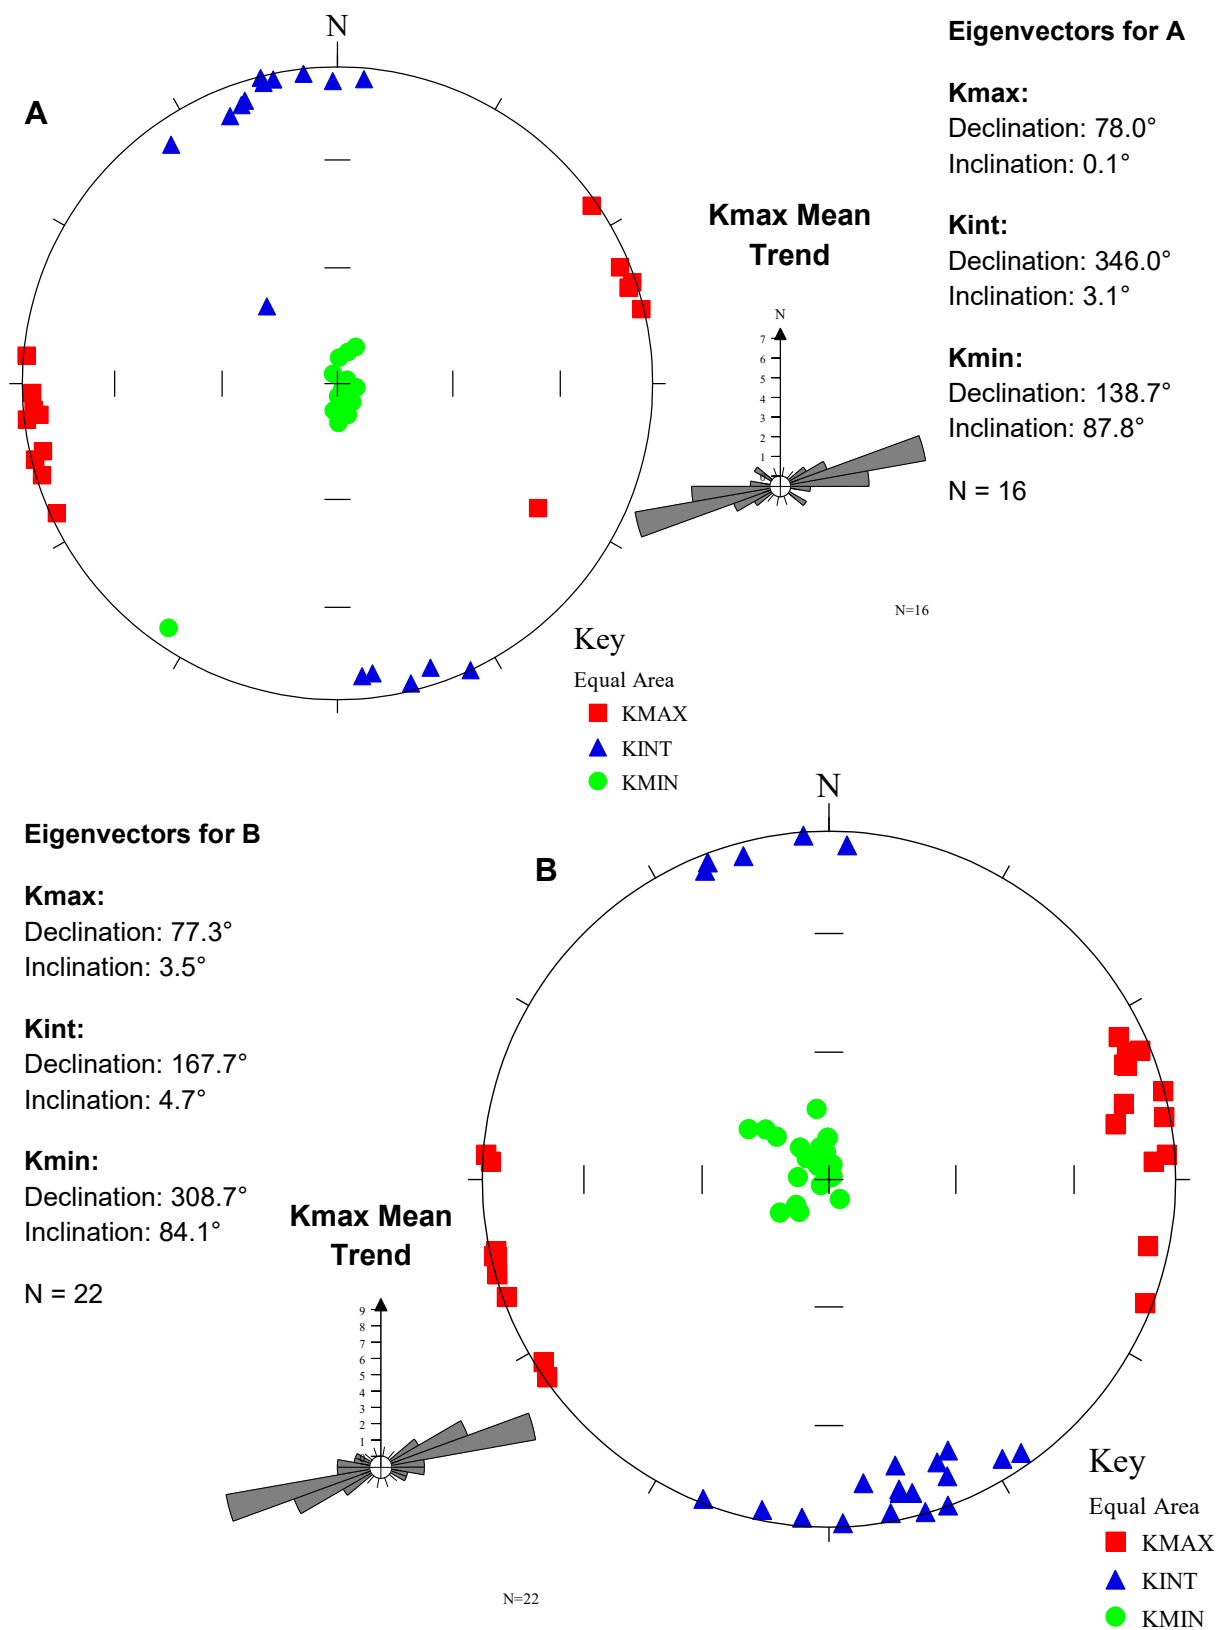 N
A
Eigenvectors for A
Kmax:
Declination: 78.0°
Inclination: 0.1°
Kint:
Declination: 346.0°
Inclination: 3.1°
Kmin:
Declination: 138.7°
Inclination: 87.8°
N = 16
Kmax Mean
Trend
N
7
6
5
4
3
2
1
0
N=16
Key
Equal Area
KMAX
KINT
KMIN
Eigenvectors for B
Kmax:
Declination: 77.3°
Inclination: 3.5°
Kint:
Declination: 167.7°
Inclination: 4.7°
Kmin:
Declination: 308.7°
Inclination: 84.1°
N = 22
Kmax Mean
Trend
9
8
7
6
5
4
3
2
1
0
N=22
N
B
Key
Equal Area
KMAX
KINT
KMIN